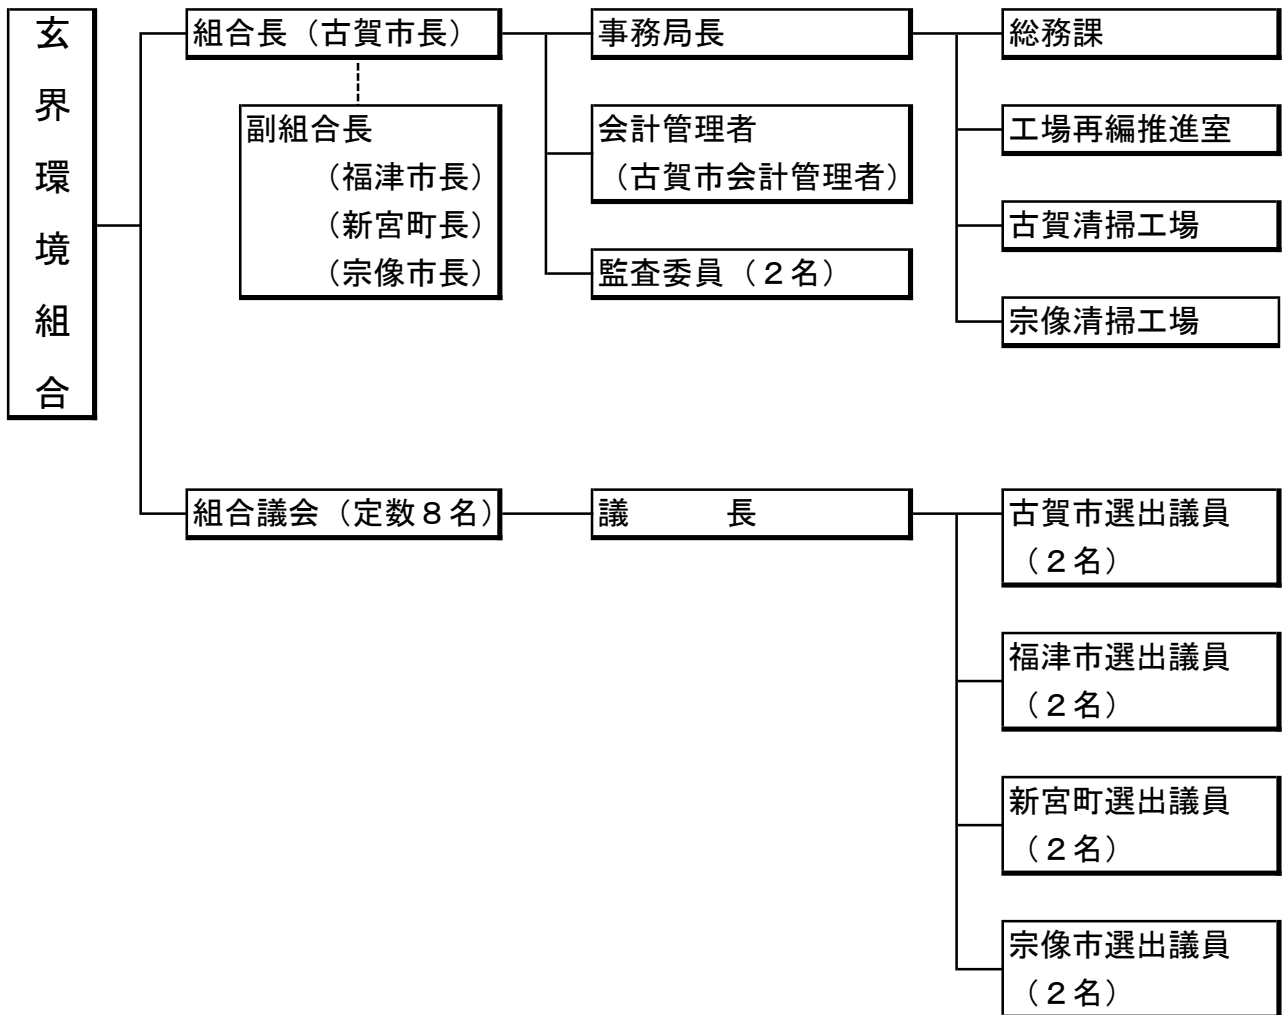 玄界環境組合
組合長（古賀市長）
副組合長
（福津市長）
（新宮町長）
（宗像市長）
事務局長
会計管理者
（古賀市会計管理者）
監査委員（２名）
総務課
工場再編推進室
古賀清掃工場
宗像清掃工場
組合議会（定数８名）
議　　　長
古賀市選出議員
（２名）
福津市選出議員
（２名）
新宮町選出議員
（２名）
宗像市選出議員
（２名）